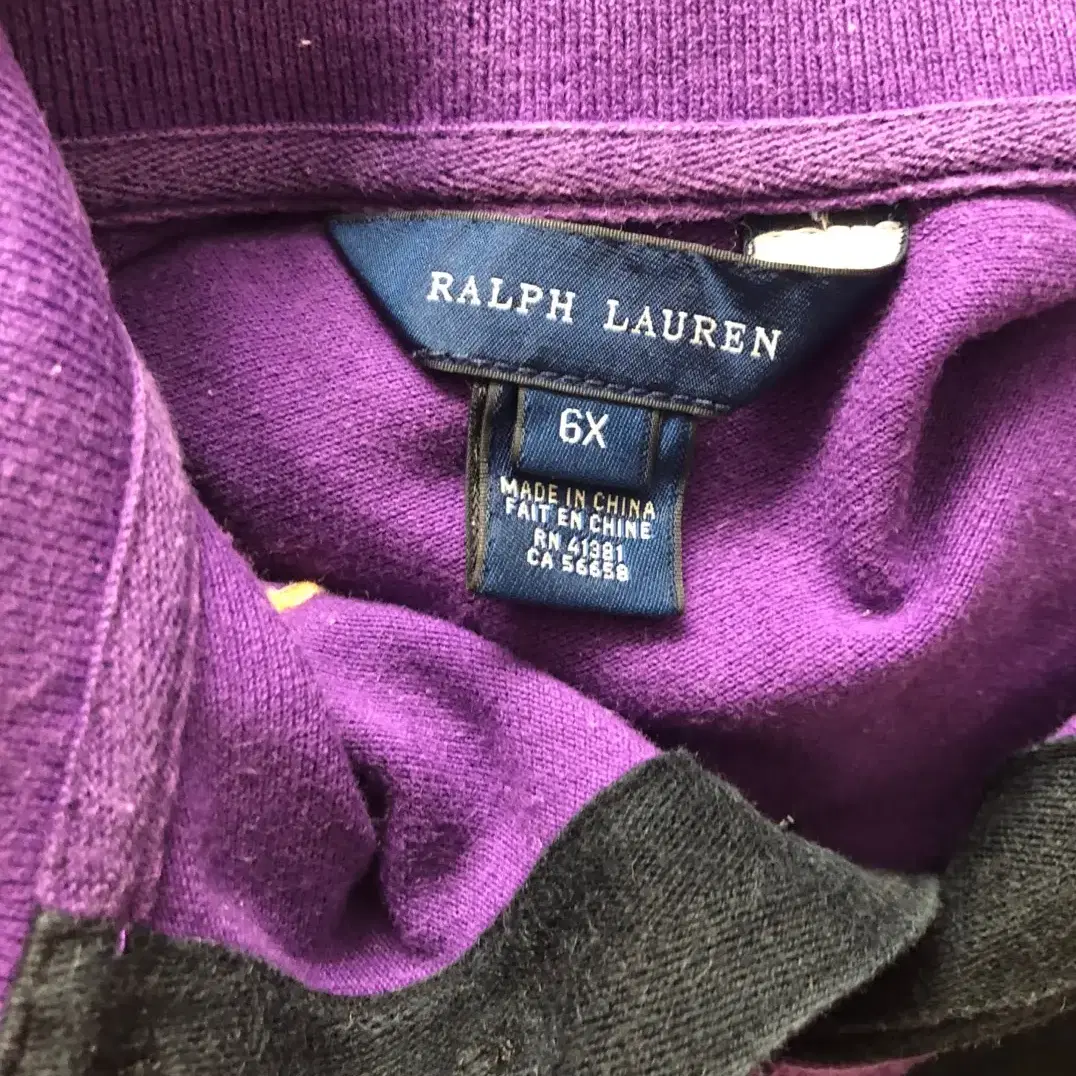 RALPH LAUREN
6X
MADE IN CHINA
FAIT EN CHINE
RN 41381
CA 56658